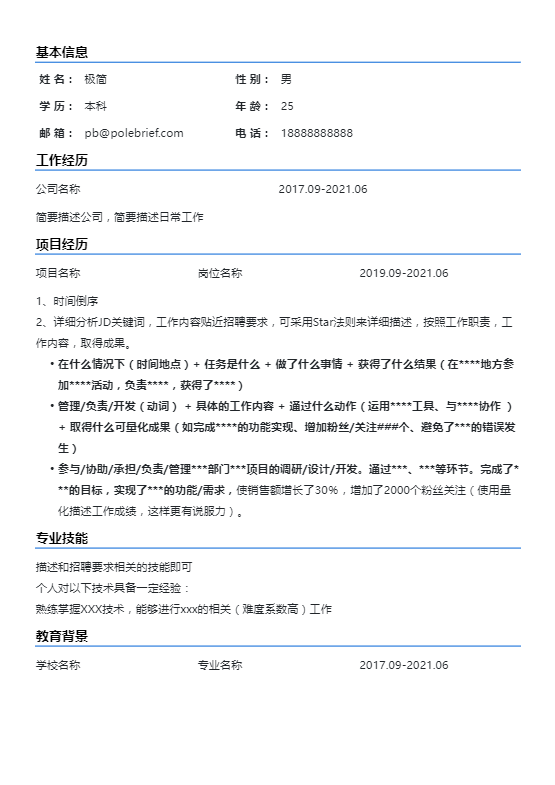 基本信息
姓 名： 极简 性 别： 男
学 历： 本科 年 龄： 25
邮 箱： pb@polebrief.com 电 话： 18888888888
工作经历
公司名称 2017.09-2021.06
简要描述公司，简要描述日常工作
项目经历
项目名称 岗位名称 2019.09-2021.06
1、时间倒序
2、详细分析JD关键词，工作内容贴近招聘要求，可采用Star法则来详细描述，按照工作职责，工
作内容，取得成果。
• 在什么情况下（时间地点）+ 任务是什么 + 做了什么事情 + 获得了什么结果（在****地方参
加****活动，负责****，获得了****）
• 管理/负责/开发（动词） + 具体的工作内容 + 通过什么动作（运用****工具、与****协作 ）
+ 取得什么可量化成果（如完成****的功能实现、增加粉丝/关注###个、避免了***的错误发
生）
• 参与/协助/承担/负责/管理***部门***项目的调研/设计/开发。通过***、***等环节。完成了*
**的目标，实现了***的功能/需求，使销售额增长了30%，增加了2000个粉丝关注（使用量
化描述工作成绩，这样更有说服力）。
专业技能
描述和招聘要求相关的技能即可
个人对以下技术具备一定经验：
熟练掌握XXX技术，能够进行xxx的相关（难度系数高）工作
教育背景
学校名称 专业名称 2017.09-2021.06